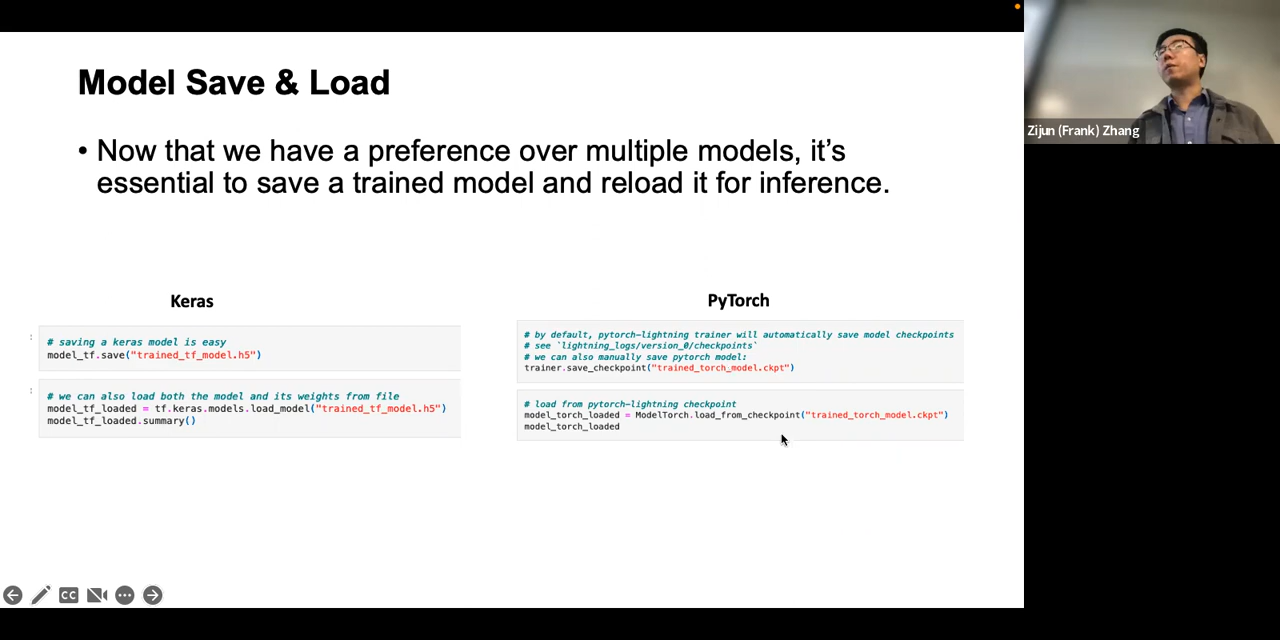 Model Save & Load
• Now that we have a preference over multiple models, it's
essential to save a trained model and reload it for inference.
Keras
# saving a keras model is easy
model_tf.save("trained_tf_model.h5")
# we can also load both the model and its weights from file
model_tf_loaded = tf.keras.models.load_model("trained_tf_model.h5")
model_tf_loaded.summary()
PyTorch
# by default, pytorch-lightning trainer will automatically save model checkpoints
# see `lightning_logs/version_0/checkpoints`
# we can also manually save pytorch model:
trainer.save_checkpoint("trained_torch_model.ckpt")
# load from pytorch-lightning checkpoint
model_torch_loaded = ModelTorch.load_from_checkpoint("trained_torch_model.ckpt")
model_torch_loaded
Zijun (Frank) Zhang
CC